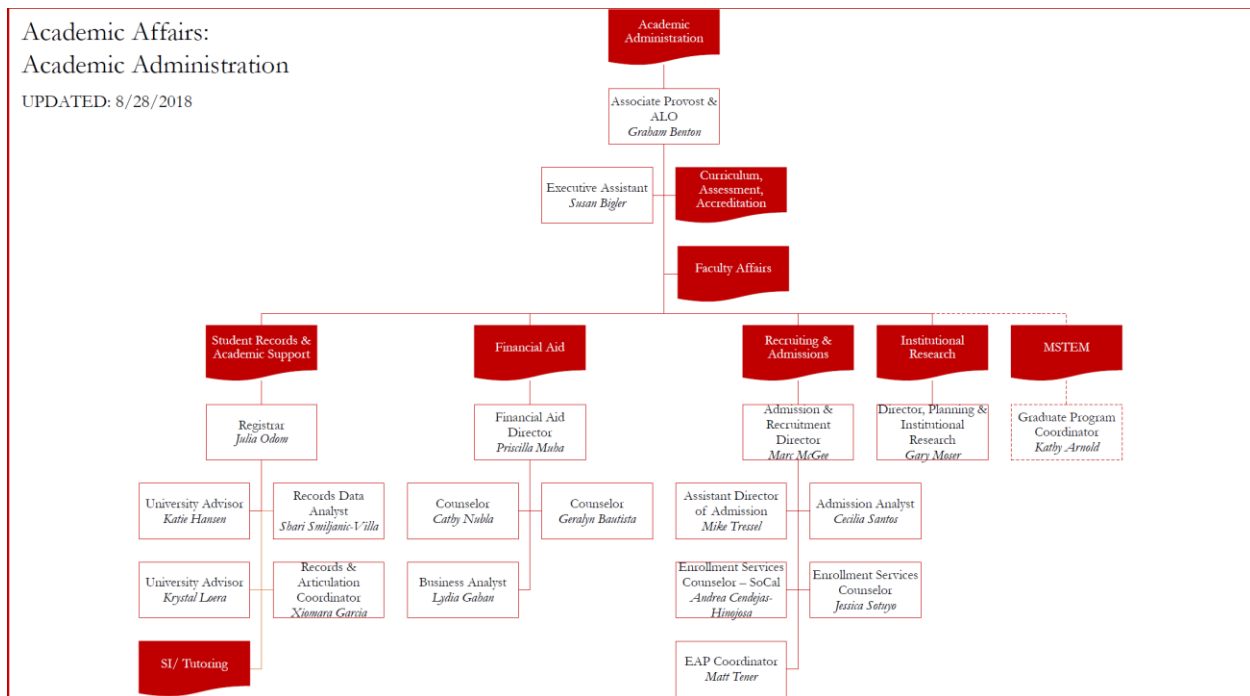 Academic Affairs:
Academic Administration
UPDATED: 8/28/2018
Academic
Administration
Associate Provost &
ALO
Graham Benton
Executive Assistant
Susan Bigler
Curriculum,
Assessment,
Accreditation
Faculty Affairs
Student Records &
Academic Support
Financial Aid
Recruiting &
Admissions
Institutional
Research
MSTEM
Registrar
Julia Odom
Financial Aid
Director
Priscilla Muha
Admission &
Recruitment
Director
Marc McGee
Director, Planning &
Institutional
Research
Gary Moser
Graduate Program
Coordinator
Kathy Arnold
University Advisor
Katie Hansen
Records Data
Analyst
Shari Smiljanic-Villa
Counselor
Cathy Nubla
Counselor
Geralyn Bautista
Assistant Director
of Admission
Mike Tressel
Admission Analyst
Cecilia Santos
University Advisor
Krystal Loera
Records &
Articulation
Coordinator
Xiomara Garcia
Business Analyst
Lydia Gahan
Enrollment Services
Counselor – SoCal
Andrea Cendejas-
Hinojosa
Enrollment Services
Counselor
Jessica Sotuyo
SI/ Tutoring
EAP Coordinator
Matt Tener